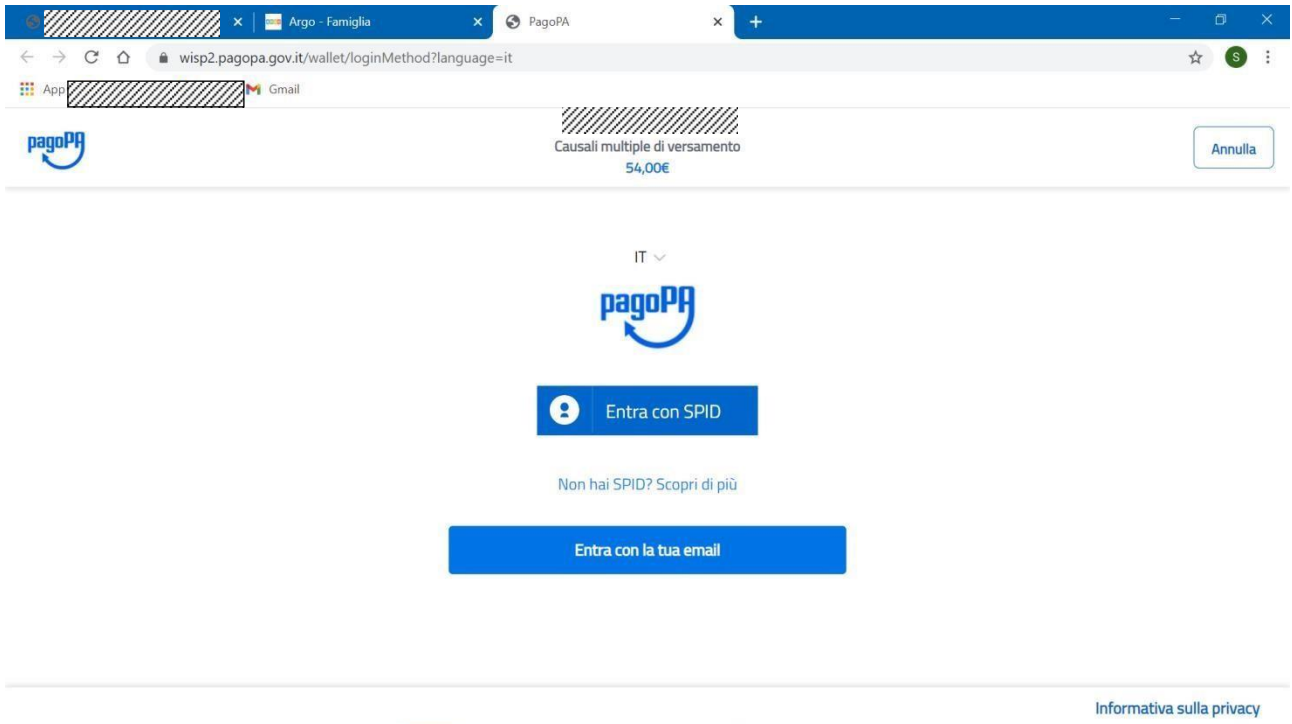 Argo - Famiglia
PagoPA
wisp2.pagopa.gov.it/wallet/loginMethod?language=it
S
App
Gmail
pagoPA
Causali multiple di versamento
54,00€
Annulla
IT
pagoPA
Entra con SPID
Non hai SPID? Scopri di più
Entra con la tua email
Informativa sulla privacy